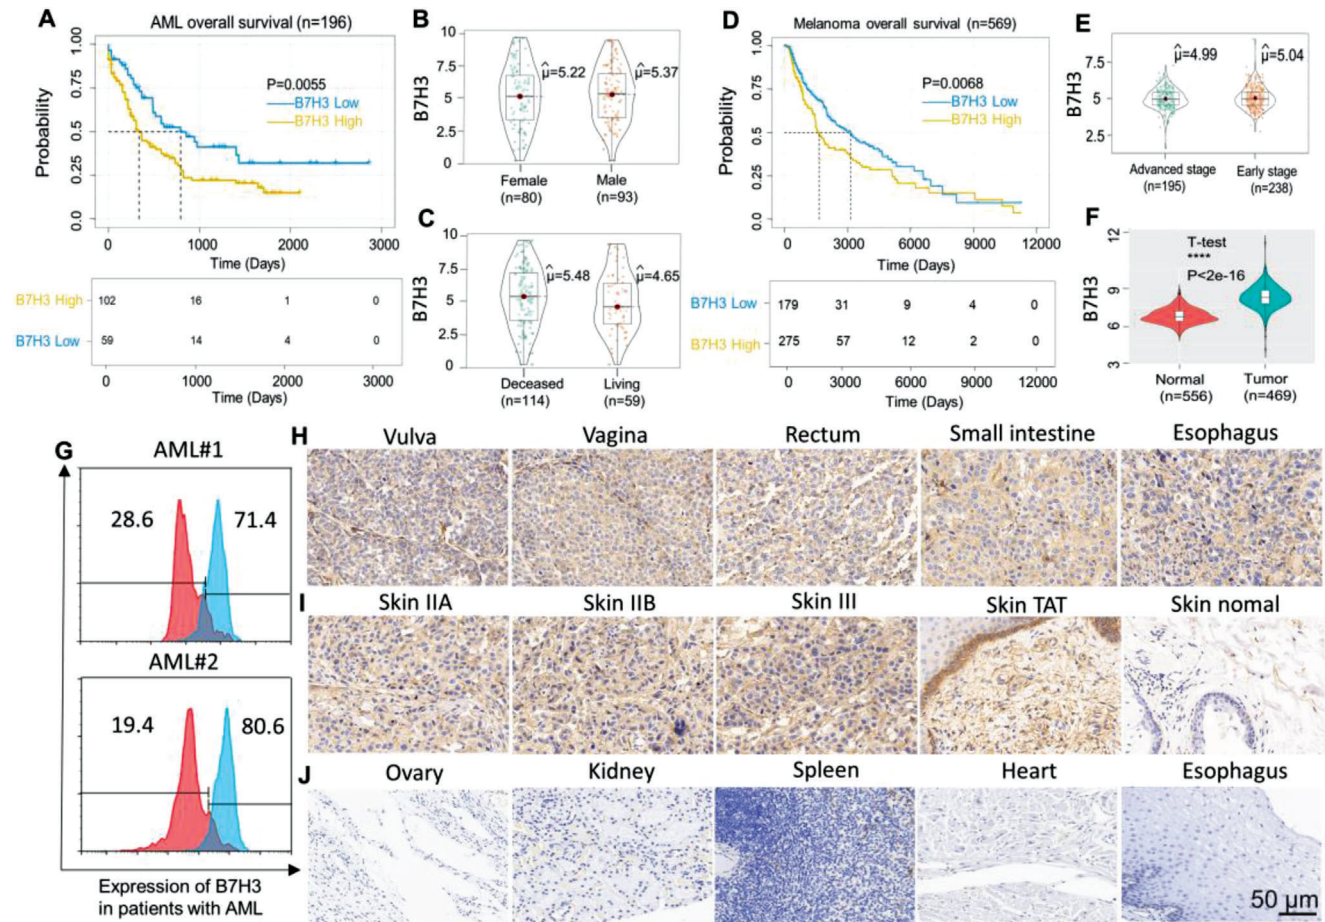 A
AML overall survival (n=196)
Probability
1.00
0.75
0.5
0.25
0.0
P=0.0055
B7H3 Low
B7H3 High
0 1000 2000 3000
Time (Days)
B7H3 High 102 16 1 0
B7H3 Low 59 14 4 0
0 1000 2000 3000
Time (Days)
B
B7H3
10
7.5
5
2.5
0
μ̂=5.22
μ̂=5.37
Female Male
(n=80) (n=93)
C
B7H3
10
7.5
5
2.5
0
μ̂=5.48
μ̂=4.65
Deceased Living
(n=114) (n=59)
D
Melanoma overall survival (n=569)
Probability
1.00
0.75
0.5
0.25
0.0
P=0.0068
B7H3 Low
B7H3 High
0 3000 6000 9000 12000
Time (Days)
B7H3 Low 179 31 9 4 0
B7H3 High 275 57 12 2 0
0 3000 6000 9000 12000
Time (Days)
E
B7H3
7.5
5
2.5
μ̂=4.99
μ̂=5.04
Advanced stage Early stage
(n=195) (n=238)
F
B7H3
12
9
6
3
T-test
****
P<2e-16
Normal Tumor
(n=556) (n=469)
G
AML#1
28.6 71.4
AML#2
19.4 80.6
Expression of B7H3
in patients with AML
H
Vulva Vagina Rectum Small intestine Esophagus
I
Skin IIA Skin IIB Skin III Skin TAT Skin nomal
J
Ovary Kidney Spleen Heart Esophagus
50 μm